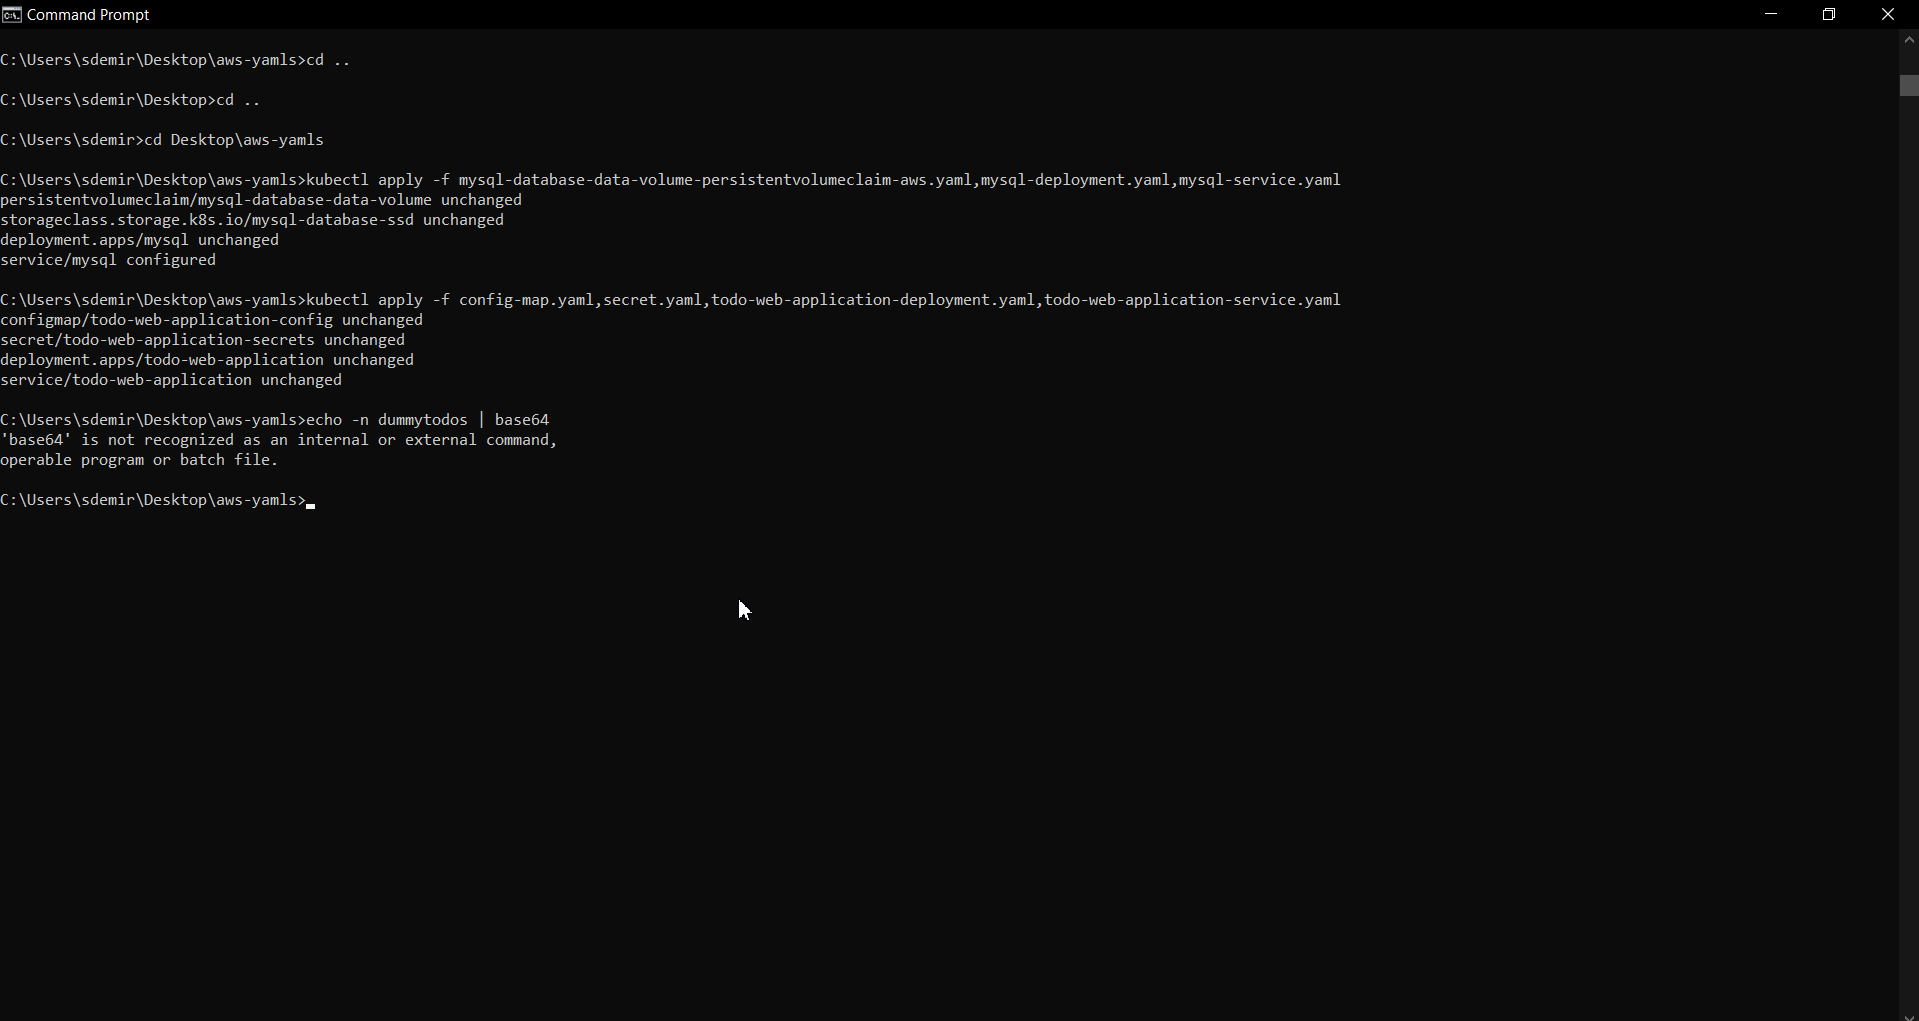 Command Prompt
C:\Users\sdemir\Desktop\aws-yamls>cd ..
C:\Users\sdemir\Desktop>cd ..
C:\Users\sdemir>cd Desktop\aws-yamls
C:\Users\sdemir\Desktop\aws-yamls>kubectl apply -f mysql-database-data-volume-persistentvolumeclaim-aws.yaml,mysql-deployment.yaml,mysql-service.yaml
persistentvolumeclaim/mysql-database-data-volume unchanged
storageclass.storage.k8s.io/mysql-database-ssd unchanged
deployment.apps/mysql unchanged
service/mysql configured
C:\Users\sdemir\Desktop\aws-yamls>kubectl apply -f config-map.yaml,secret.yaml,todo-web-application-deployment.yaml,todo-web-application-service.yaml
configmap/todo-web-application-config unchanged
secret/todo-web-application-secrets unchanged
deployment.apps/todo-web-application unchanged
service/todo-web-application unchanged
C:\Users\sdemir\Desktop\aws-yamls>echo -n dummytodos | base64
'base64' is not recognized as an internal or external command,
operable program or batch file.
C:\Users\sdemir\Desktop\aws-yamls>